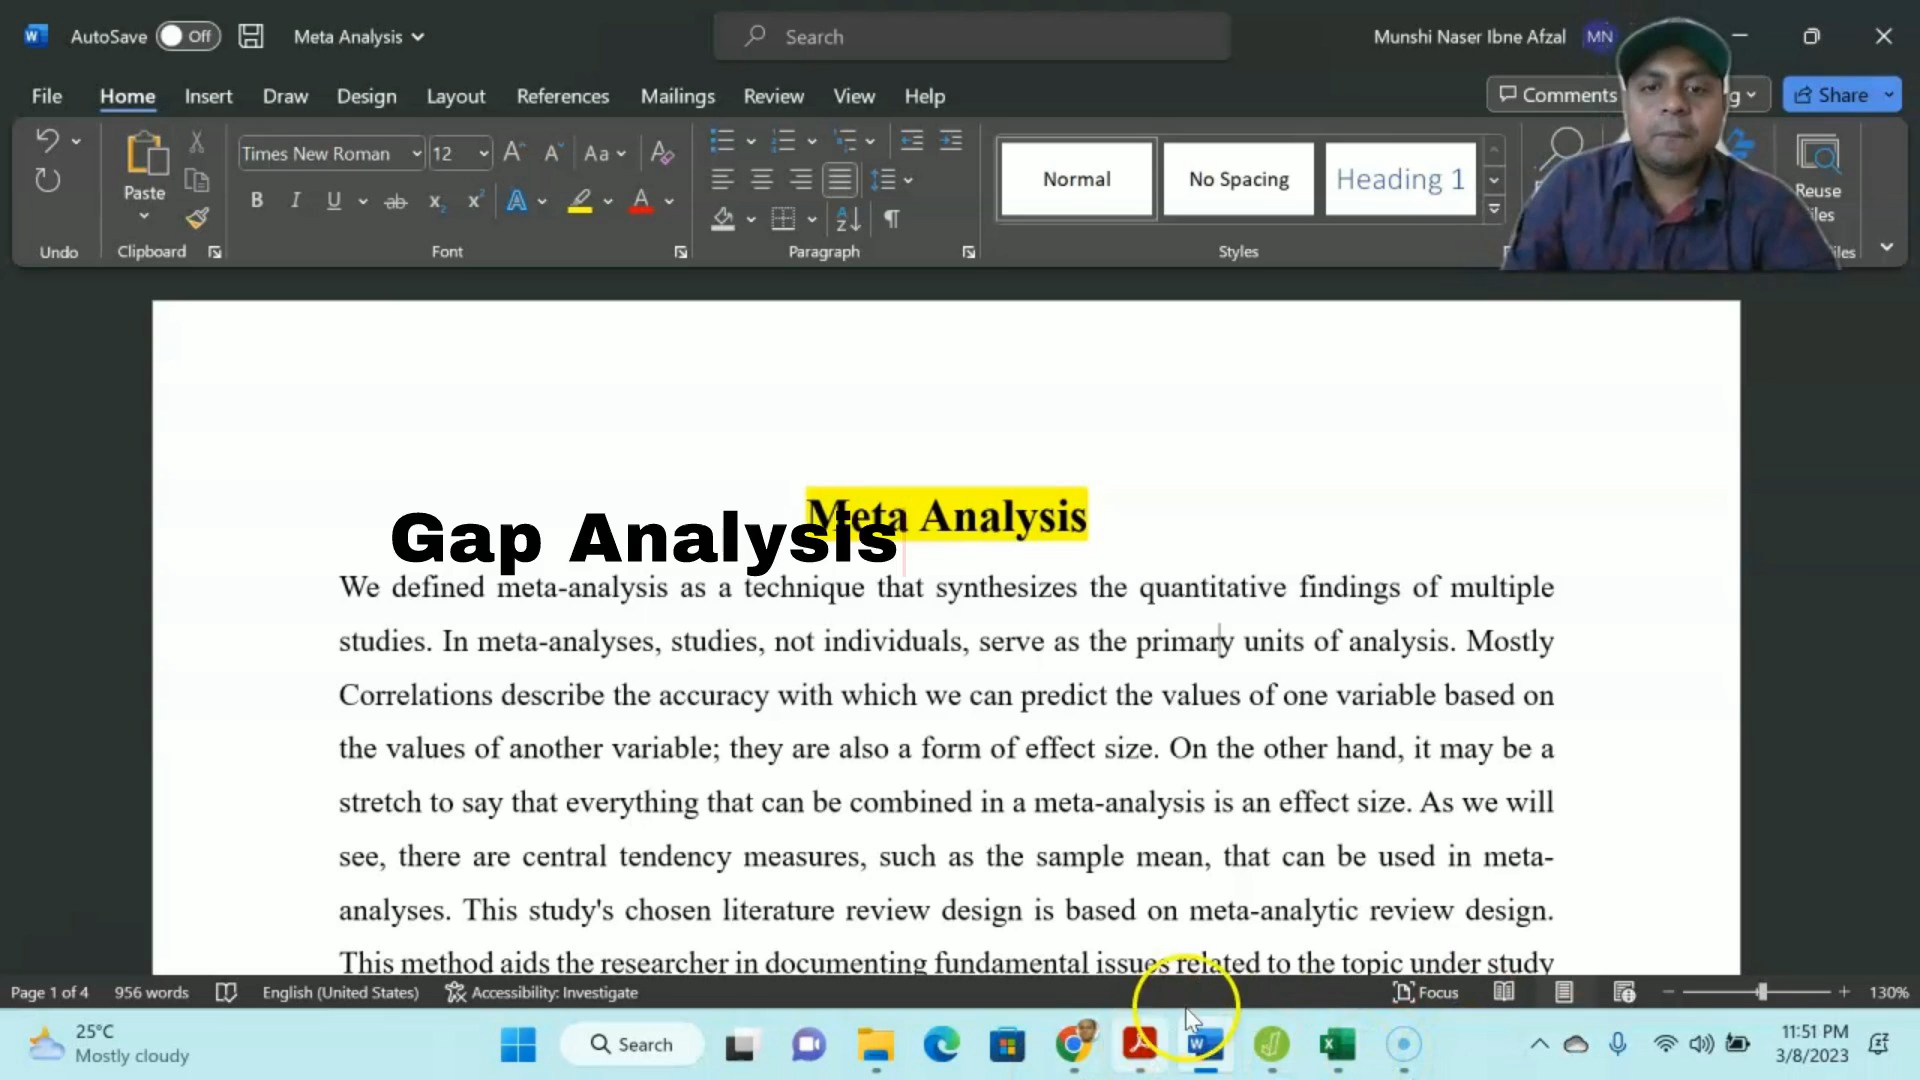 AutoSave Off Meta Analysis Search Munshi Naser Ibne Afzal MN
File Home Insert Draw Design Layout References Mailings Review View Help Comments Share
Times New Roman 12 Aa
Paste Normal No Spacing Heading 1 Reuse
Undo Clipboard Font Paragraph Styles
Meta Analysis
Gap Analysis
We defined meta-analysis as a technique that synthesizes the quantitative findings of multiple
studies. In meta-analyses, studies, not individuals, serve as the primary units of analysis. Mostly
Correlations describe the accuracy with which we can predict the values of one variable based on
the values of another variable; they are also a form of effect size. On the other hand, it may be a
stretch to say that everything that can be combined in a meta-analysis is an effect size. As we will
see, there are central tendency measures, such as the sample mean, that can be used in meta-
analyses. This study's chosen literature review design is based on meta-analytic review design.
This method aids the researcher in documenting fundamental issues related to the topic under study
Page 1 of 4 956 words English (United States) Accessibility: Investigate Focus 130%
25°C Search 11:51 PM
Mostly cloudy 3/8/2023